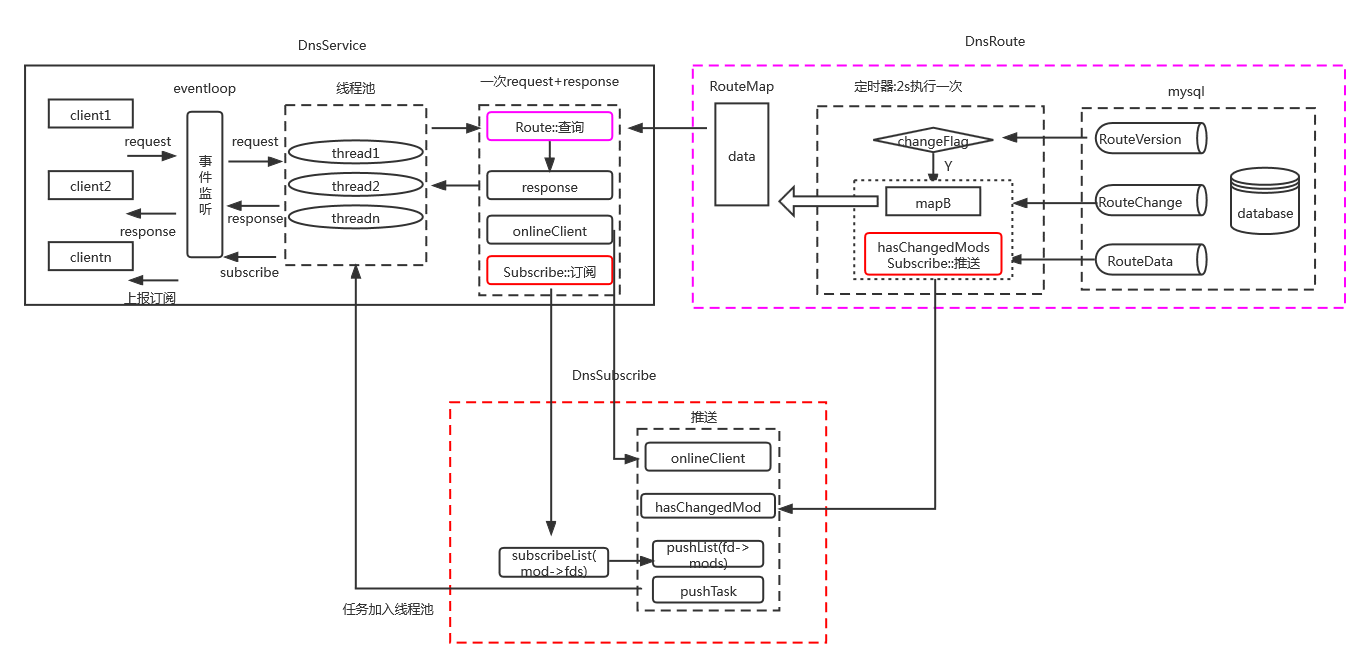 DnsService
DnsRoute
eventloop
线程池
一次request+response
RouteMap
定时器:2s执行一次
mysql
client1
request
request
事
件
监
听
thread1
Route::查询
data
changeFlag
RouteVersion
Y
client2
response
response
thread2
response
mapB
RouteChange
database
threadn
onlineClient
clientn
subscribe
Subscribe::订阅
hasChangedMods
Subscribe::推送
RouteData
上报订阅
DnsSubscribe
推送
onlineClient
hasChangedMod
subscribeList(
mod->fds)
pushList(fd->
mods)
pushTask
任务加入线程池